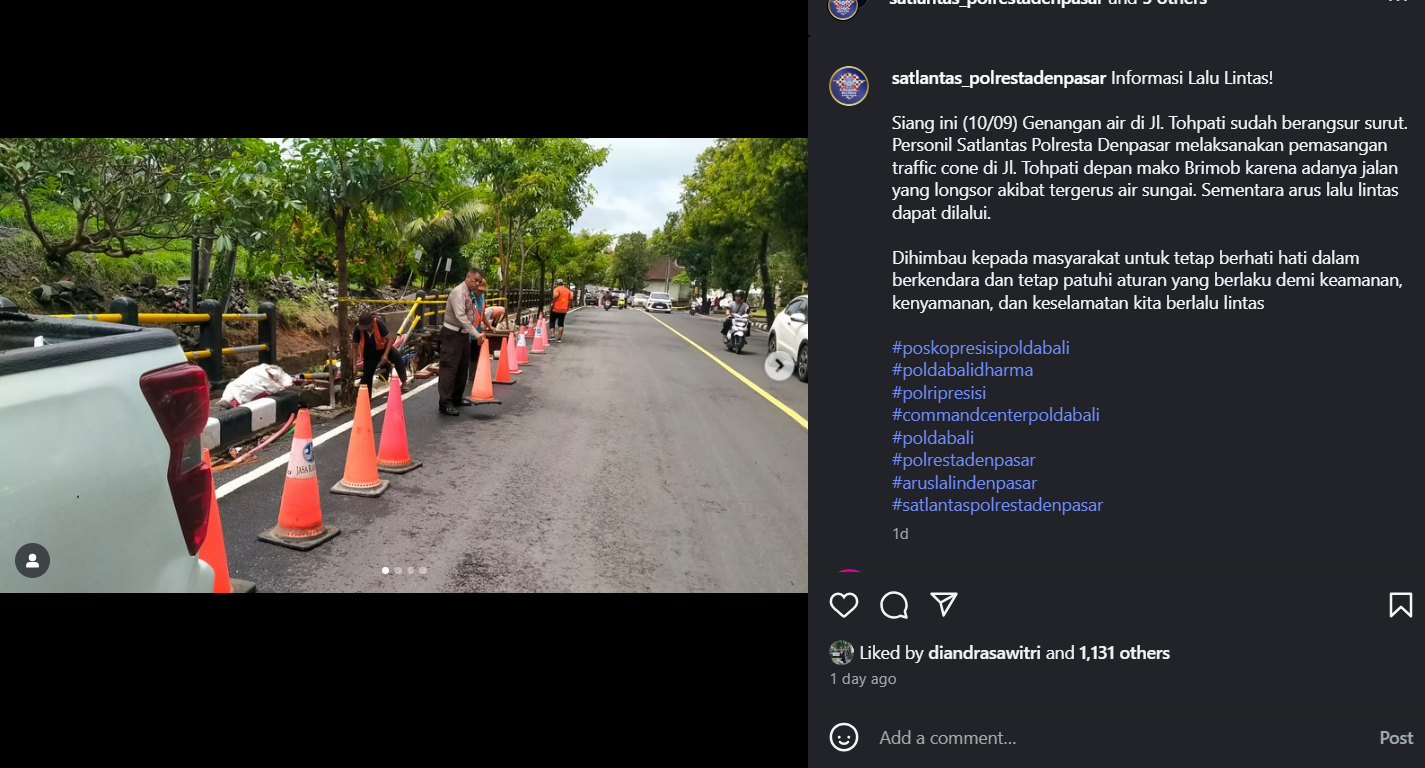 satlantas_polrestadenpasar and 5 others
satlantas_polrestadenpasar Informasi Lalu Lintas!
Siang ini (10/09) Genangan air di Jl. Tohpati sudah berangsur surut.
Personil Satlantas Polresta Denpasar melaksanakan pemasangan
traffic cone di Jl. Tohpati depan mako Brimob karena adanya jalan
yang longsor akibat tergerus air sungai. Sementara arus lalu lintas
dapat dilalui.
Dihimbau kepada masyarakat untuk tetap berhati hati dalam
berkendara dan tetap patuhi aturan yang berlaku demi keamanan,
kenyamanan, dan keselamatan kita berlalu lintas
#poskopresisipoldabali
#poldabalidharma
#polripresisi
#commandcenterpoldabali
#poldabali
#polrestadenpasar
#aruslalindenpasar
#satlantaspolrestadenpasar
1d
Liked by diandrasawitri and 1,131 others
1 day ago
Add a comment...
Post
JASA